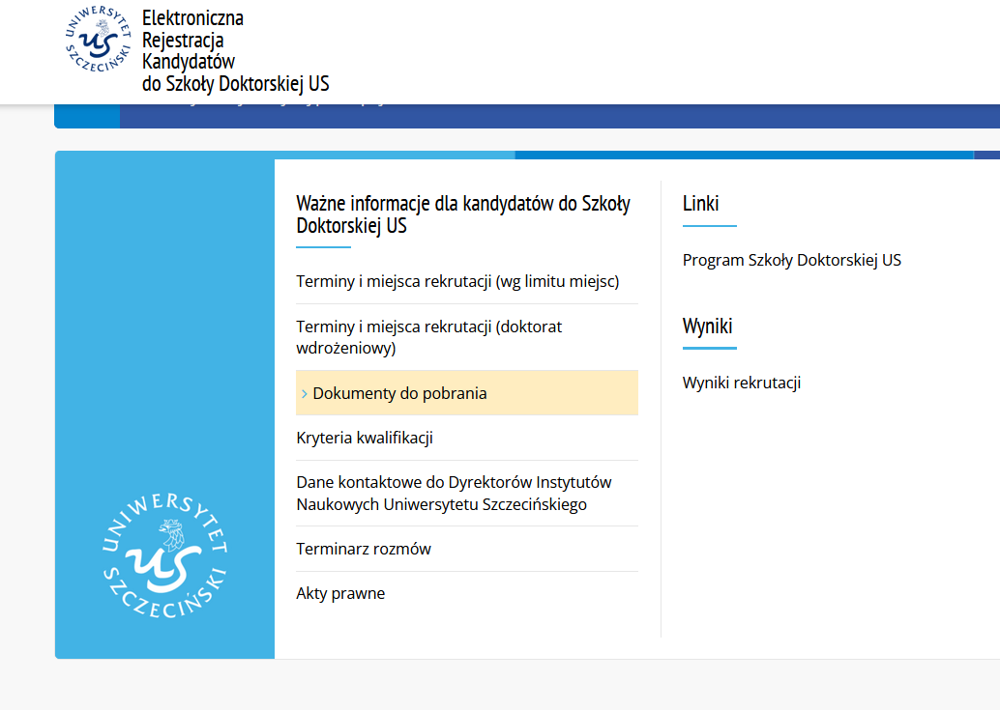 UNIWERSYTET SZCZECIŃSKI
US
Elektroniczna
Rejestracja
Kandydatów
do Szkoły Doktorskiej US
Ważne informacje dla kandydatów do Szkoły
Doktorskiej US
Terminy i miejsca rekrutacji (wg limitu miejsc)
Terminy i miejsca rekrutacji (doktorat
wdrożeniowy)
Dokumenty do pobrania
Kryteria kwalifikacji
Dane kontaktowe do Dyrektorów Instytutów
Naukowych Uniwersytetu Szczecińskiego
Terminarz rozmów
Akty prawne
Linki
Program Szkoły Doktorskiej US
Wyniki
Wyniki rekrutacji
UNIWERSYTET SZCZECIŃSKI
US